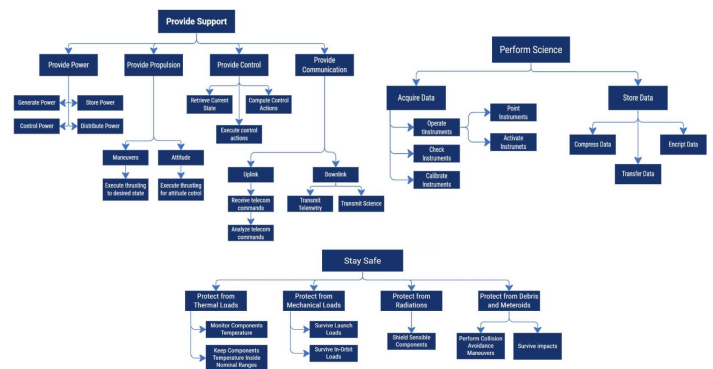 Provide Support
Provide Power
Provide Propulsion
Provide Control
Provide
Communication
Generate Power
Store Power
Control Power
Distribute Power
Retrieve Current
State
Compute Control
Actions
Execute control
actions
Maneuvers
Attitude
Execute thrusting
to desired state
Execute thrusting
for attitude cotrol
Uplink
Downlink
Receive telecom
commands
Analyze telecom
commands
Transmit
Telemetry
Transmit Science
Perform Science
Acquire Data
Store Data
Operate
tInstruments
Point
Instruments
Activate
Instrumets
Check
Instruments
Calibrate
Instruments
Compress Data
Encript Data
Transfer Data
Stay Safe
Protect from
Thermal Loads
Protect from
Mechanical Loads
Protect from
Radiations
Protect from Debris
and Meteroids
Monitor Components
Temperature
Keep Components
Temperature Inside
Nominal Ranges
Survive Launch
Loads
Survive In-Orbit
Loads
Shield Sensible
Components
Perform Collision
Avoidance
Maneuvers
Survive impacts